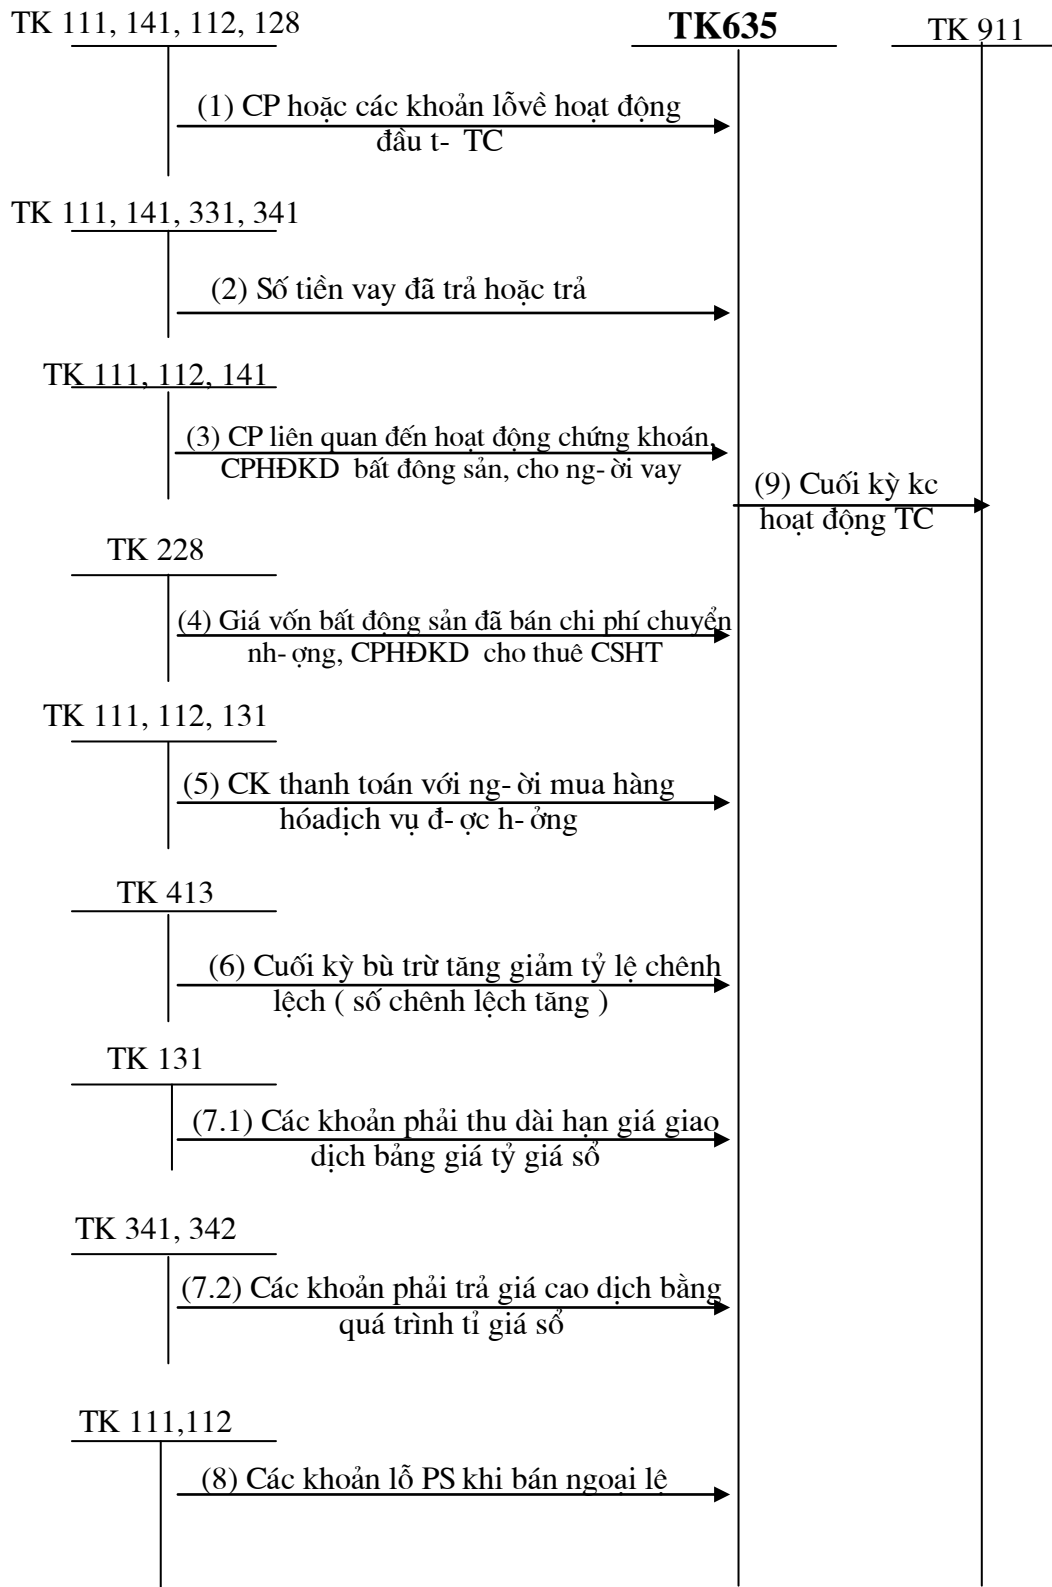 TK 111, 141, 112, 128
TK635
TK 911
(1) CP hoặc các khoản lỗvề hoạt động
đầu t- TC
TK 111, 141, 331, 341
(2) Số tiền vay đã trả hoặc trả
TK 111, 112, 141
(3) CP liên quan đến hoạt động chứng khoán,
CPHĐKD bất đông sản, cho ng- ời vay
(9) Cuối kỳ kc
hoạt động TC
TK 228
(4) Giá vốn bất động sản đã bán chi phí chuyển
nh- ợng, CPHĐKD cho thuê CSHT
TK 111, 112, 131
(5) CK thanh toán với ng- ời mua hàng
hóadịch vụ đ- ợc h- ởng
TK 413
(6) Cuối kỳ bù trừ tăng giảm tỷ lệ chênh
lệch ( số chênh lệch tăng )
TK 131
(7.1) Các khoản phải thu dài hạn giá giao
dịch bảng giá tỷ giá sổ
TK 341, 342
(7.2) Các khoản phải trả giá cao dịch bằng
quá trình tỉ giá sổ
TK 111,112
(8) Các khoản lỗ PS khi bán ngoại lệ